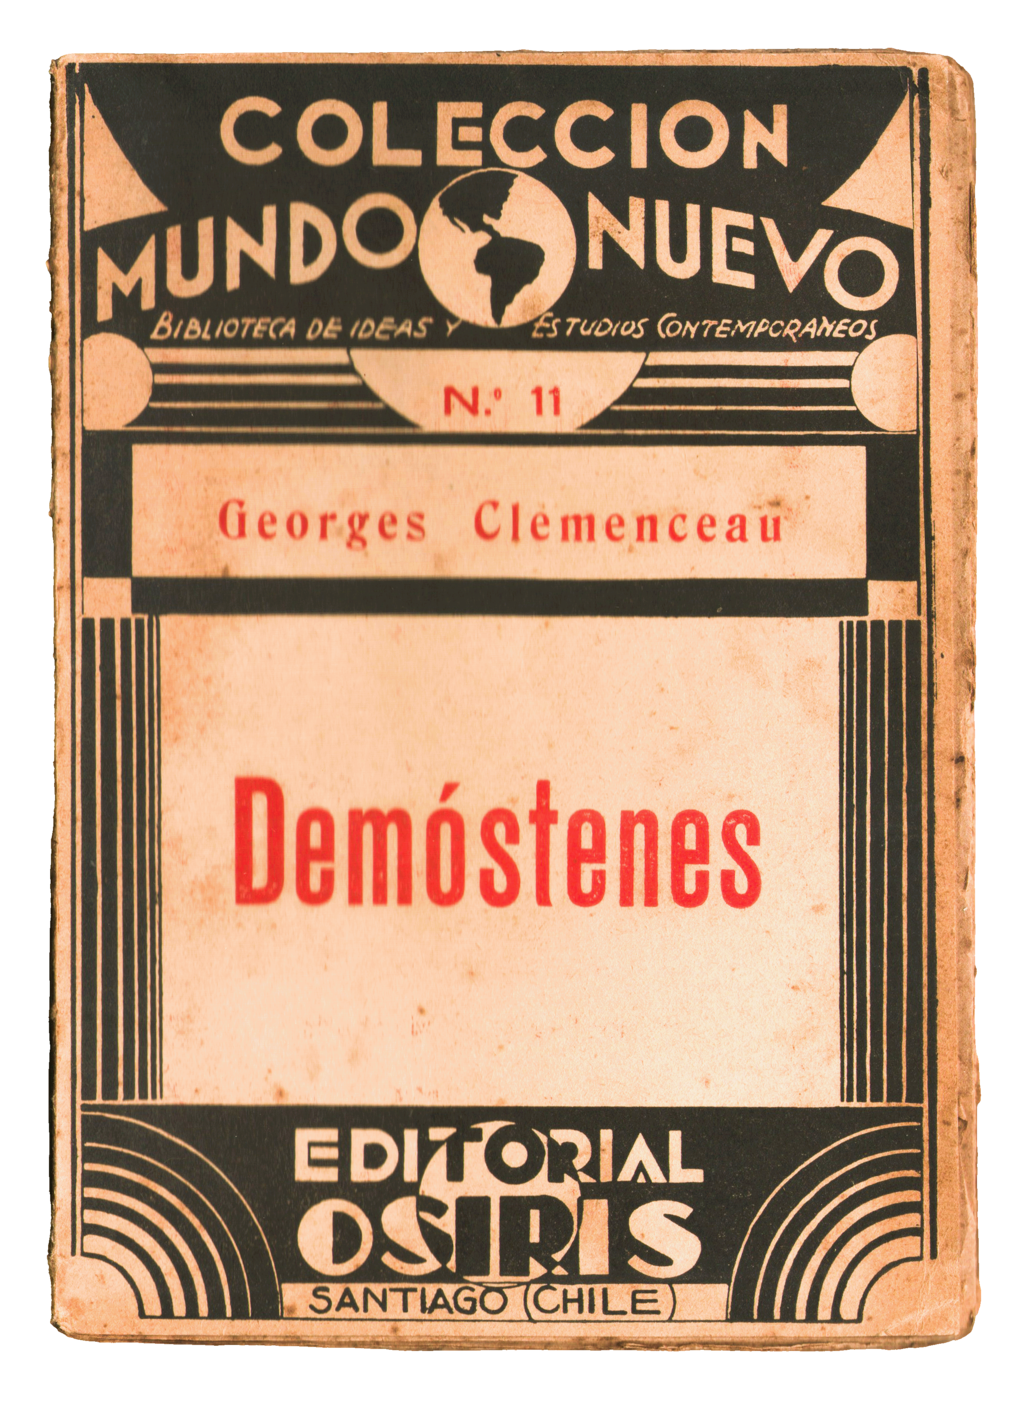 COLECCION
MUNDO NUEVO
BIBLIOTECA DE IDEAS Y ESTUDIOS CONTEMPORANEOS
N.º 11
Georges Clemenceau
Demóstenes
EDITORIAL
OSIRIS
SANTIAGO (CHILE)